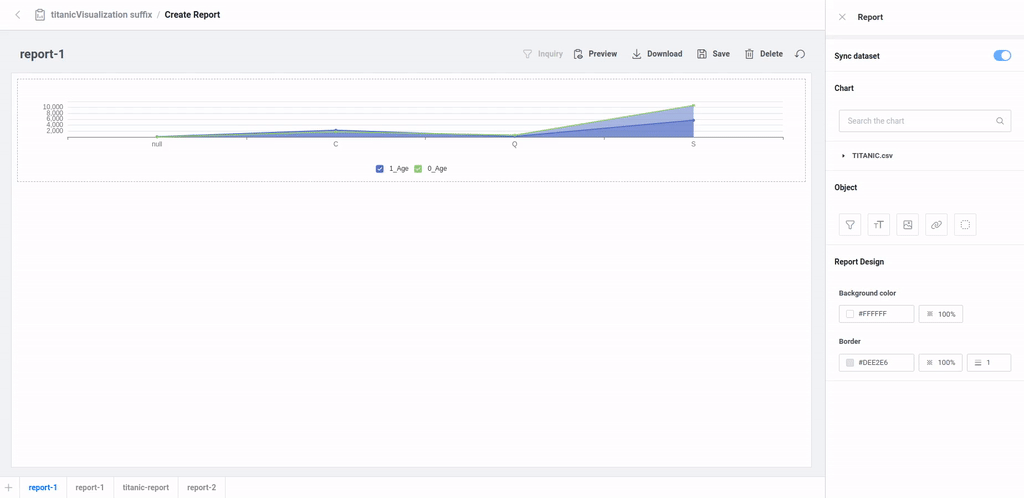 titanicVisualization suffix / Create Report
report-1
Inquiry
Preview
Download
Save
Delete
10,000
8,000
6,000
4,000
2,000
null
C
Q
S
1_Age
0_Age
report-1
report-1
titanic-report
report-2
Report
Sync dataset
Chart
Search the chart
TITANIC.csv
Object
Report Design
Background color
#FFFFFF
100%
Border
#DEE2E6
100%
1